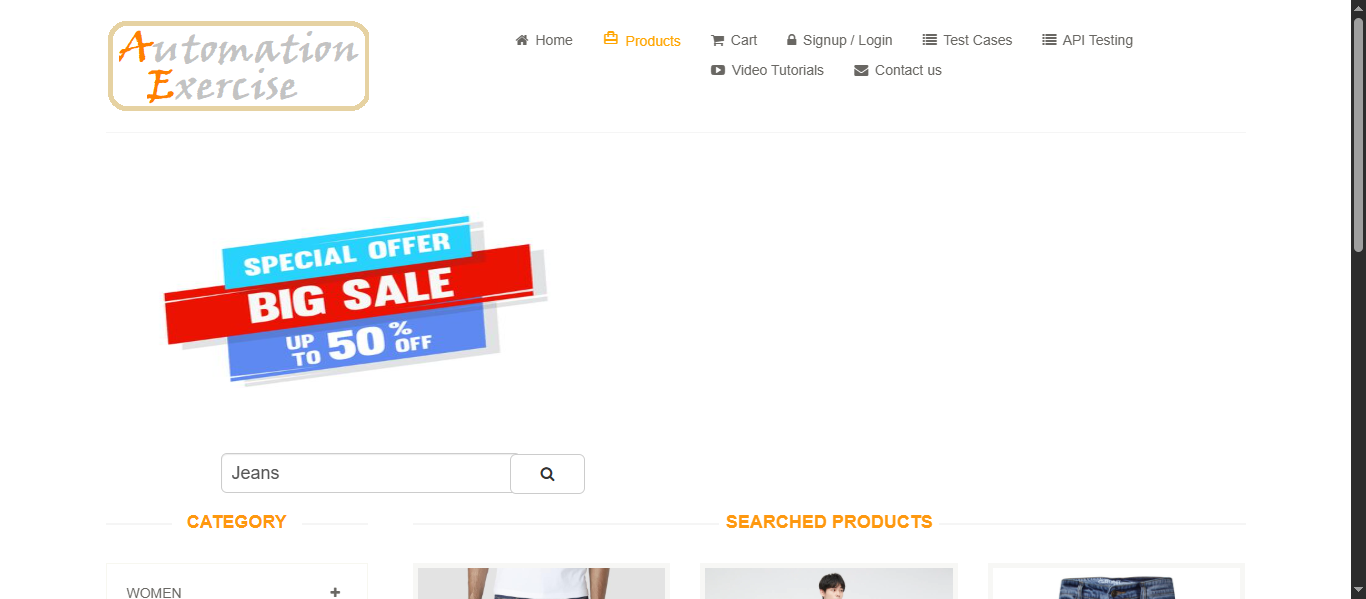 Automation
Exercise
Home Products Cart Signup / Login Test Cases API Testing
Video Tutorials Contact us
SPECIAL OFFER
BIG SALE
UP TO 50% OFF
Jeans
CATEGORY
SEARCHED PRODUCTS
WOMEN